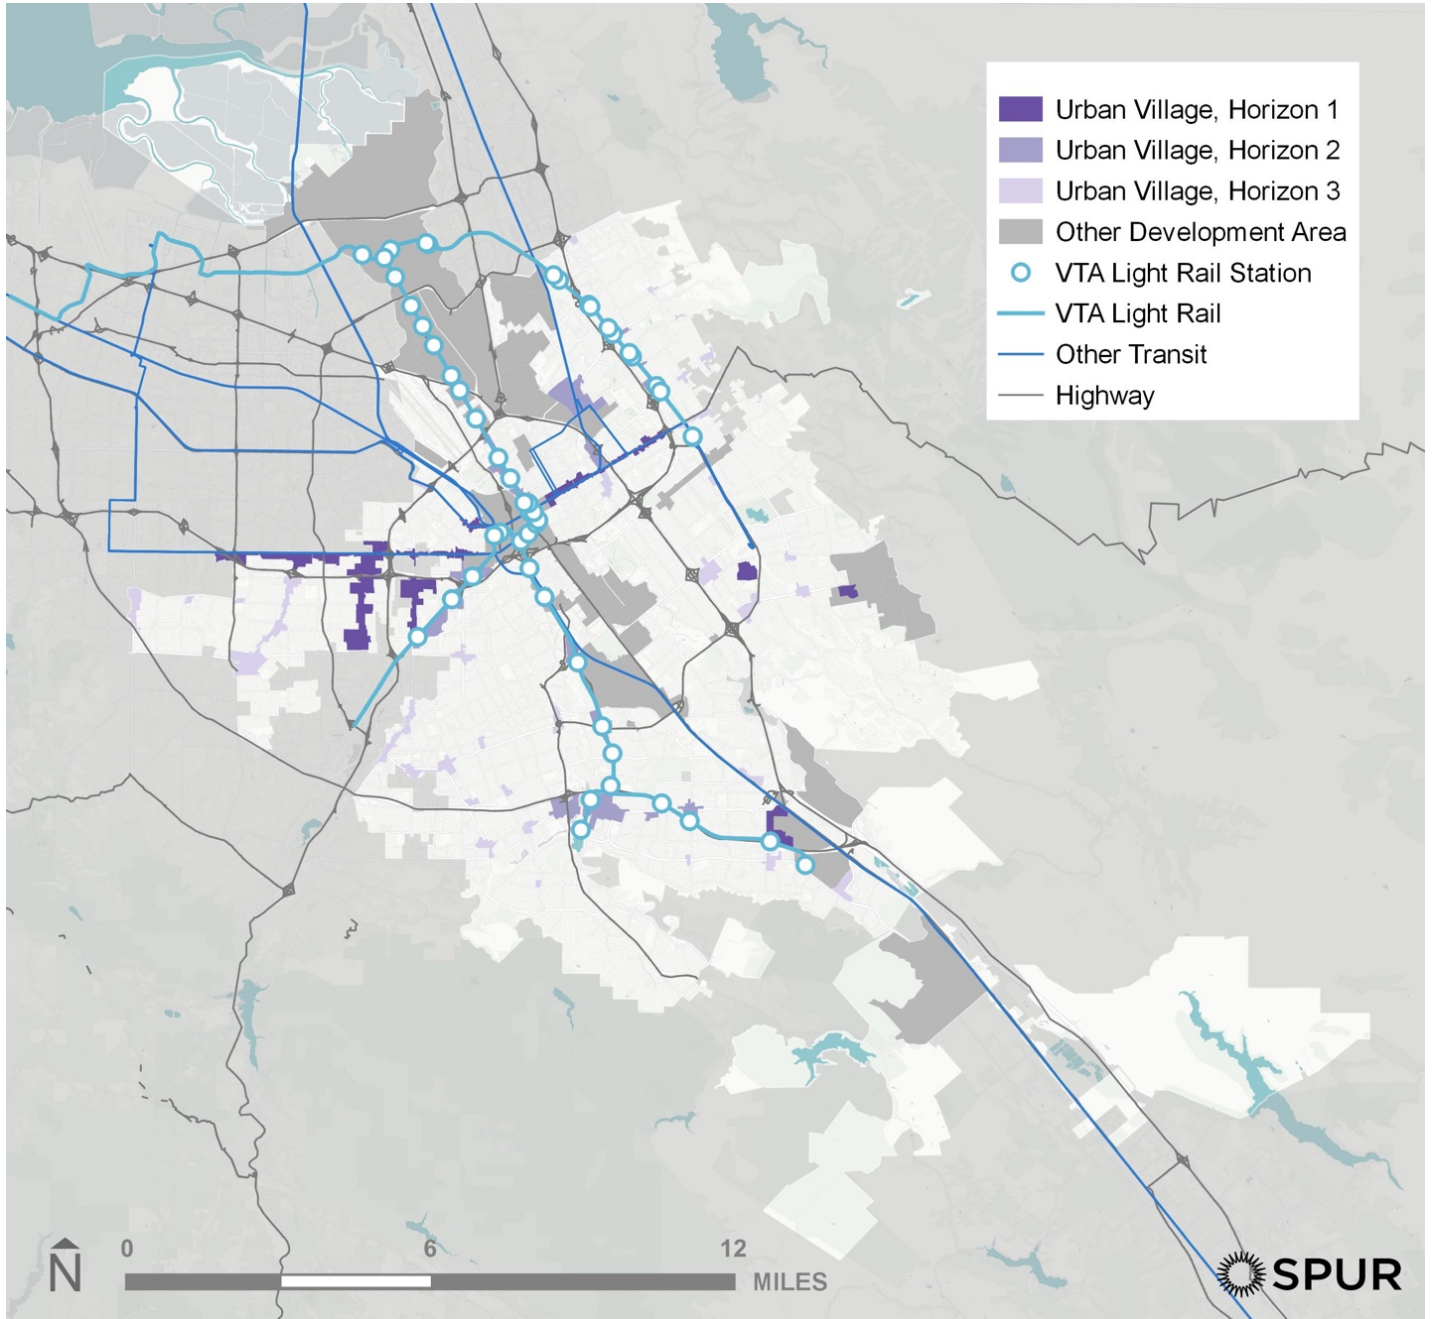 Urban Village, Horizon 1
Urban Village, Horizon 2
Urban Village, Horizon 3
Other Development Area
VTA Light Rail Station
VTA Light Rail
Other Transit
Highway
N
0 6 12
MILES
SPUR